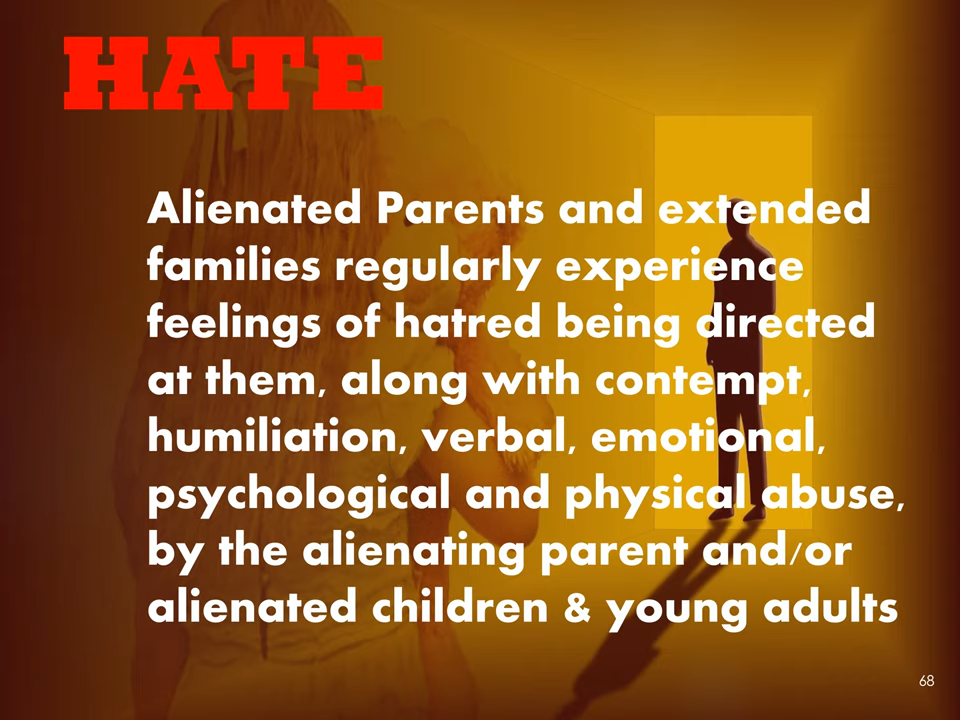 HATE
Alienated Parents and extended
families regularly experience
feelings of hatred being directed
at them, along with contempt,
humiliation, verbal, emotional,
psychological and physical abuse,
by the alienating parent and/or
alienated children & young adults
68